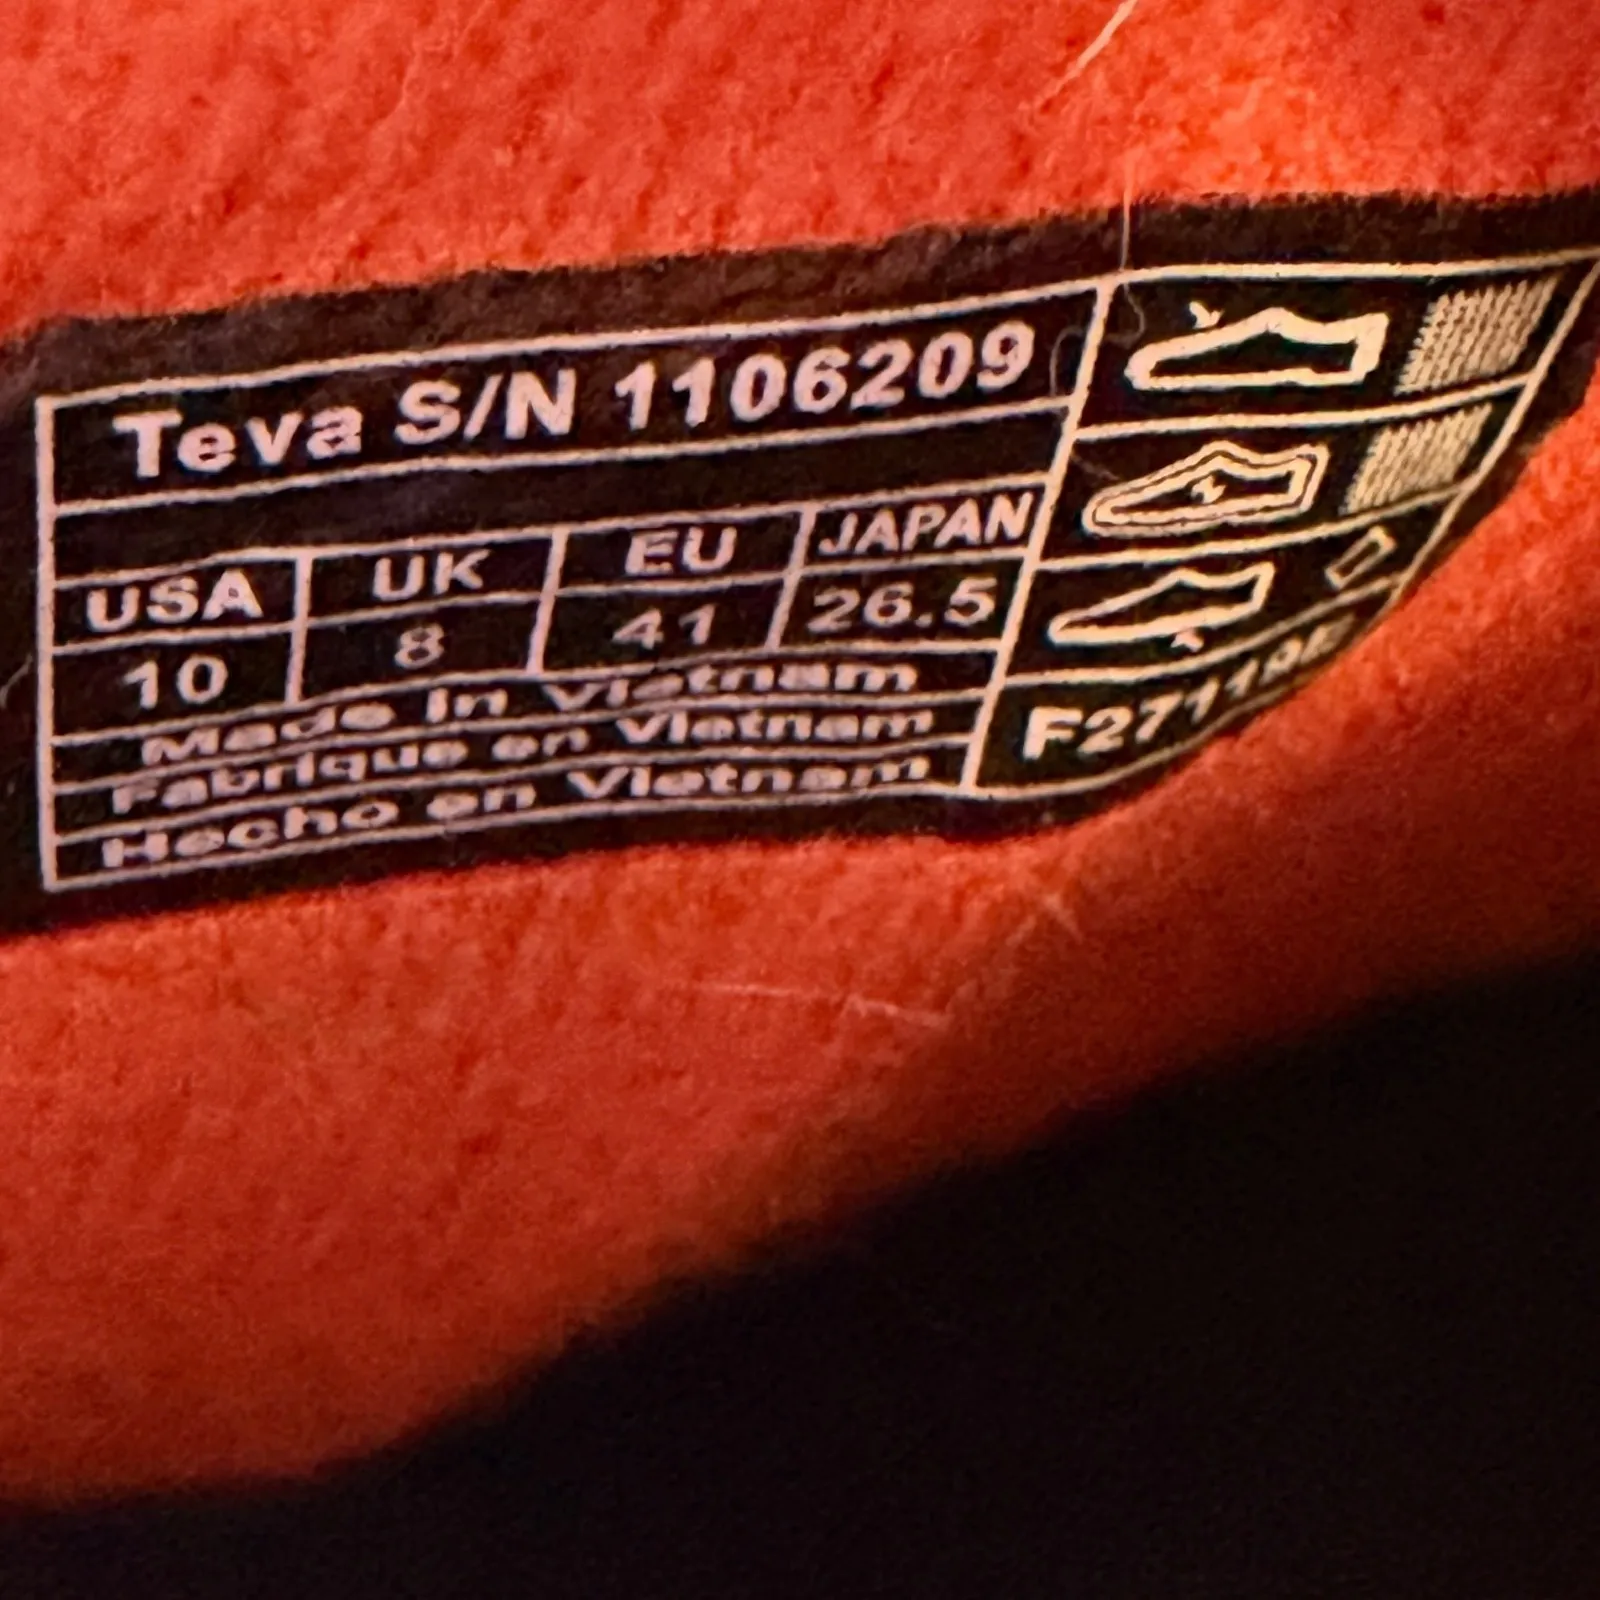 Teva S/N 1106209
USA UK EU JAPAN
10 8 41 26.5
Made in Vietnam
Fabrique en Vietnam
Hecho en Vietnam